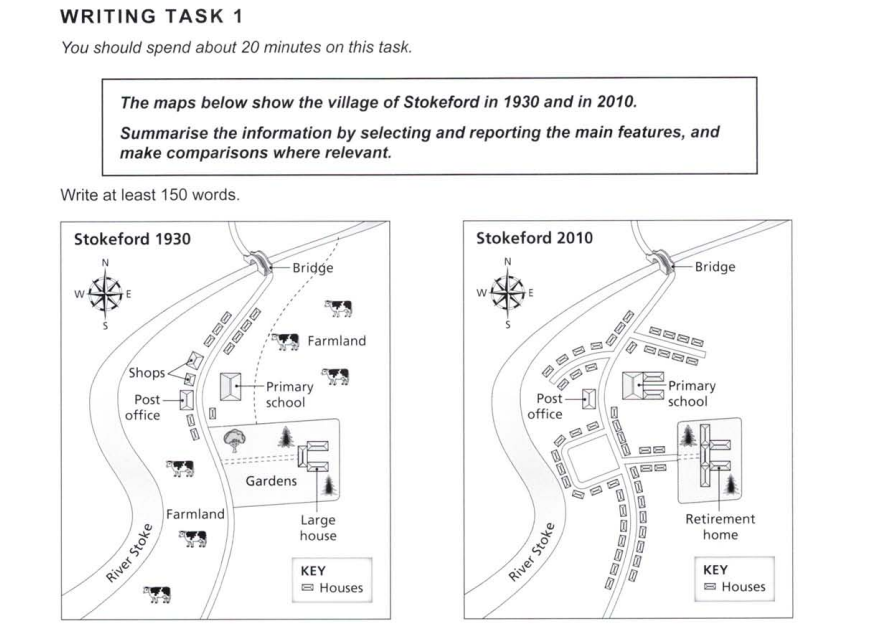 WRITING TASK 1
You should spend about 20 minutes on this task.
The maps below show the village of Stokeford in 1930 and in 2010.
Summarise the information by selecting and reporting the main features, and
make comparisons where relevant.
Write at least 150 words.
Stokeford 1930
N
W
E
S
Bridge
Farmland
Shops
Post
office
Primary
school
Gardens
Farmland
Large
house
River Stoke
KEY
Houses
Stokeford 2010
N
W
E
S
Bridge
Post
office
Primary
school
Retirement
home
River Stoke
KEY
Houses